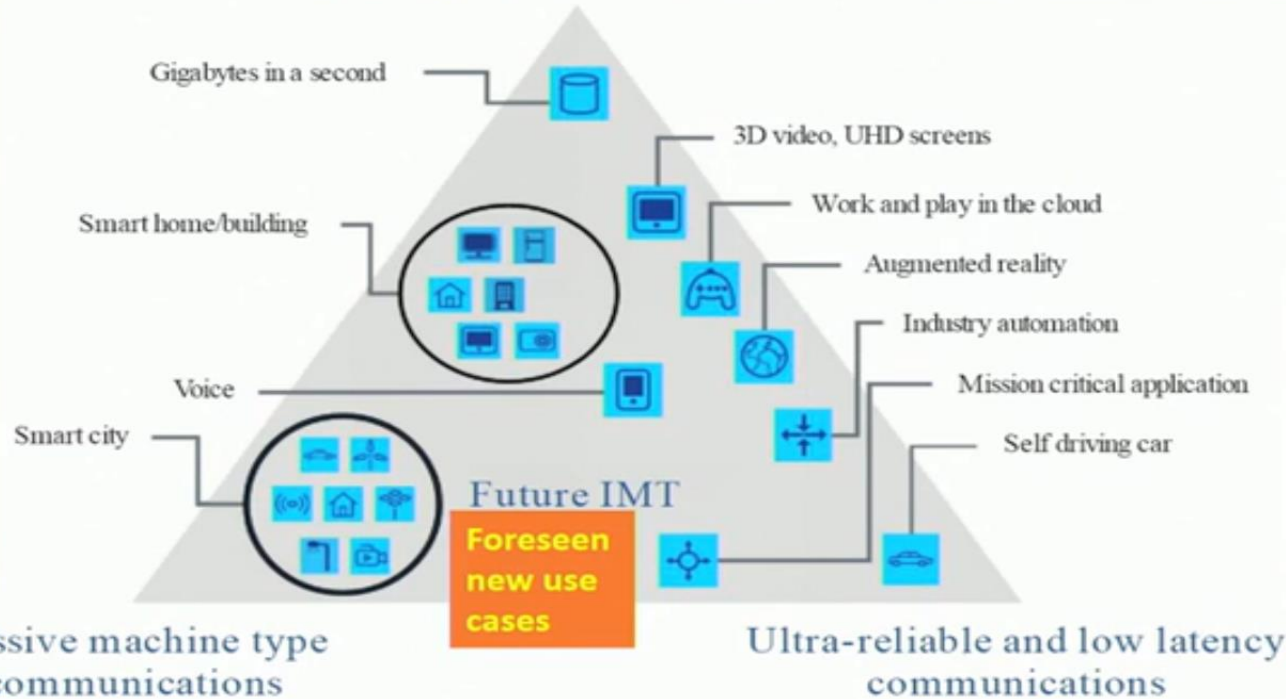 Gigabytes in a second
3D video, UHD screens
Smart home/building
Work and play in the cloud
Augmented reality
Industry automation
Voice
Mission critical application
Smart city
Self driving car
Future IMT
Foreseen
new use
cases
machine type
communications
Ultra-reliable and low latency
communications